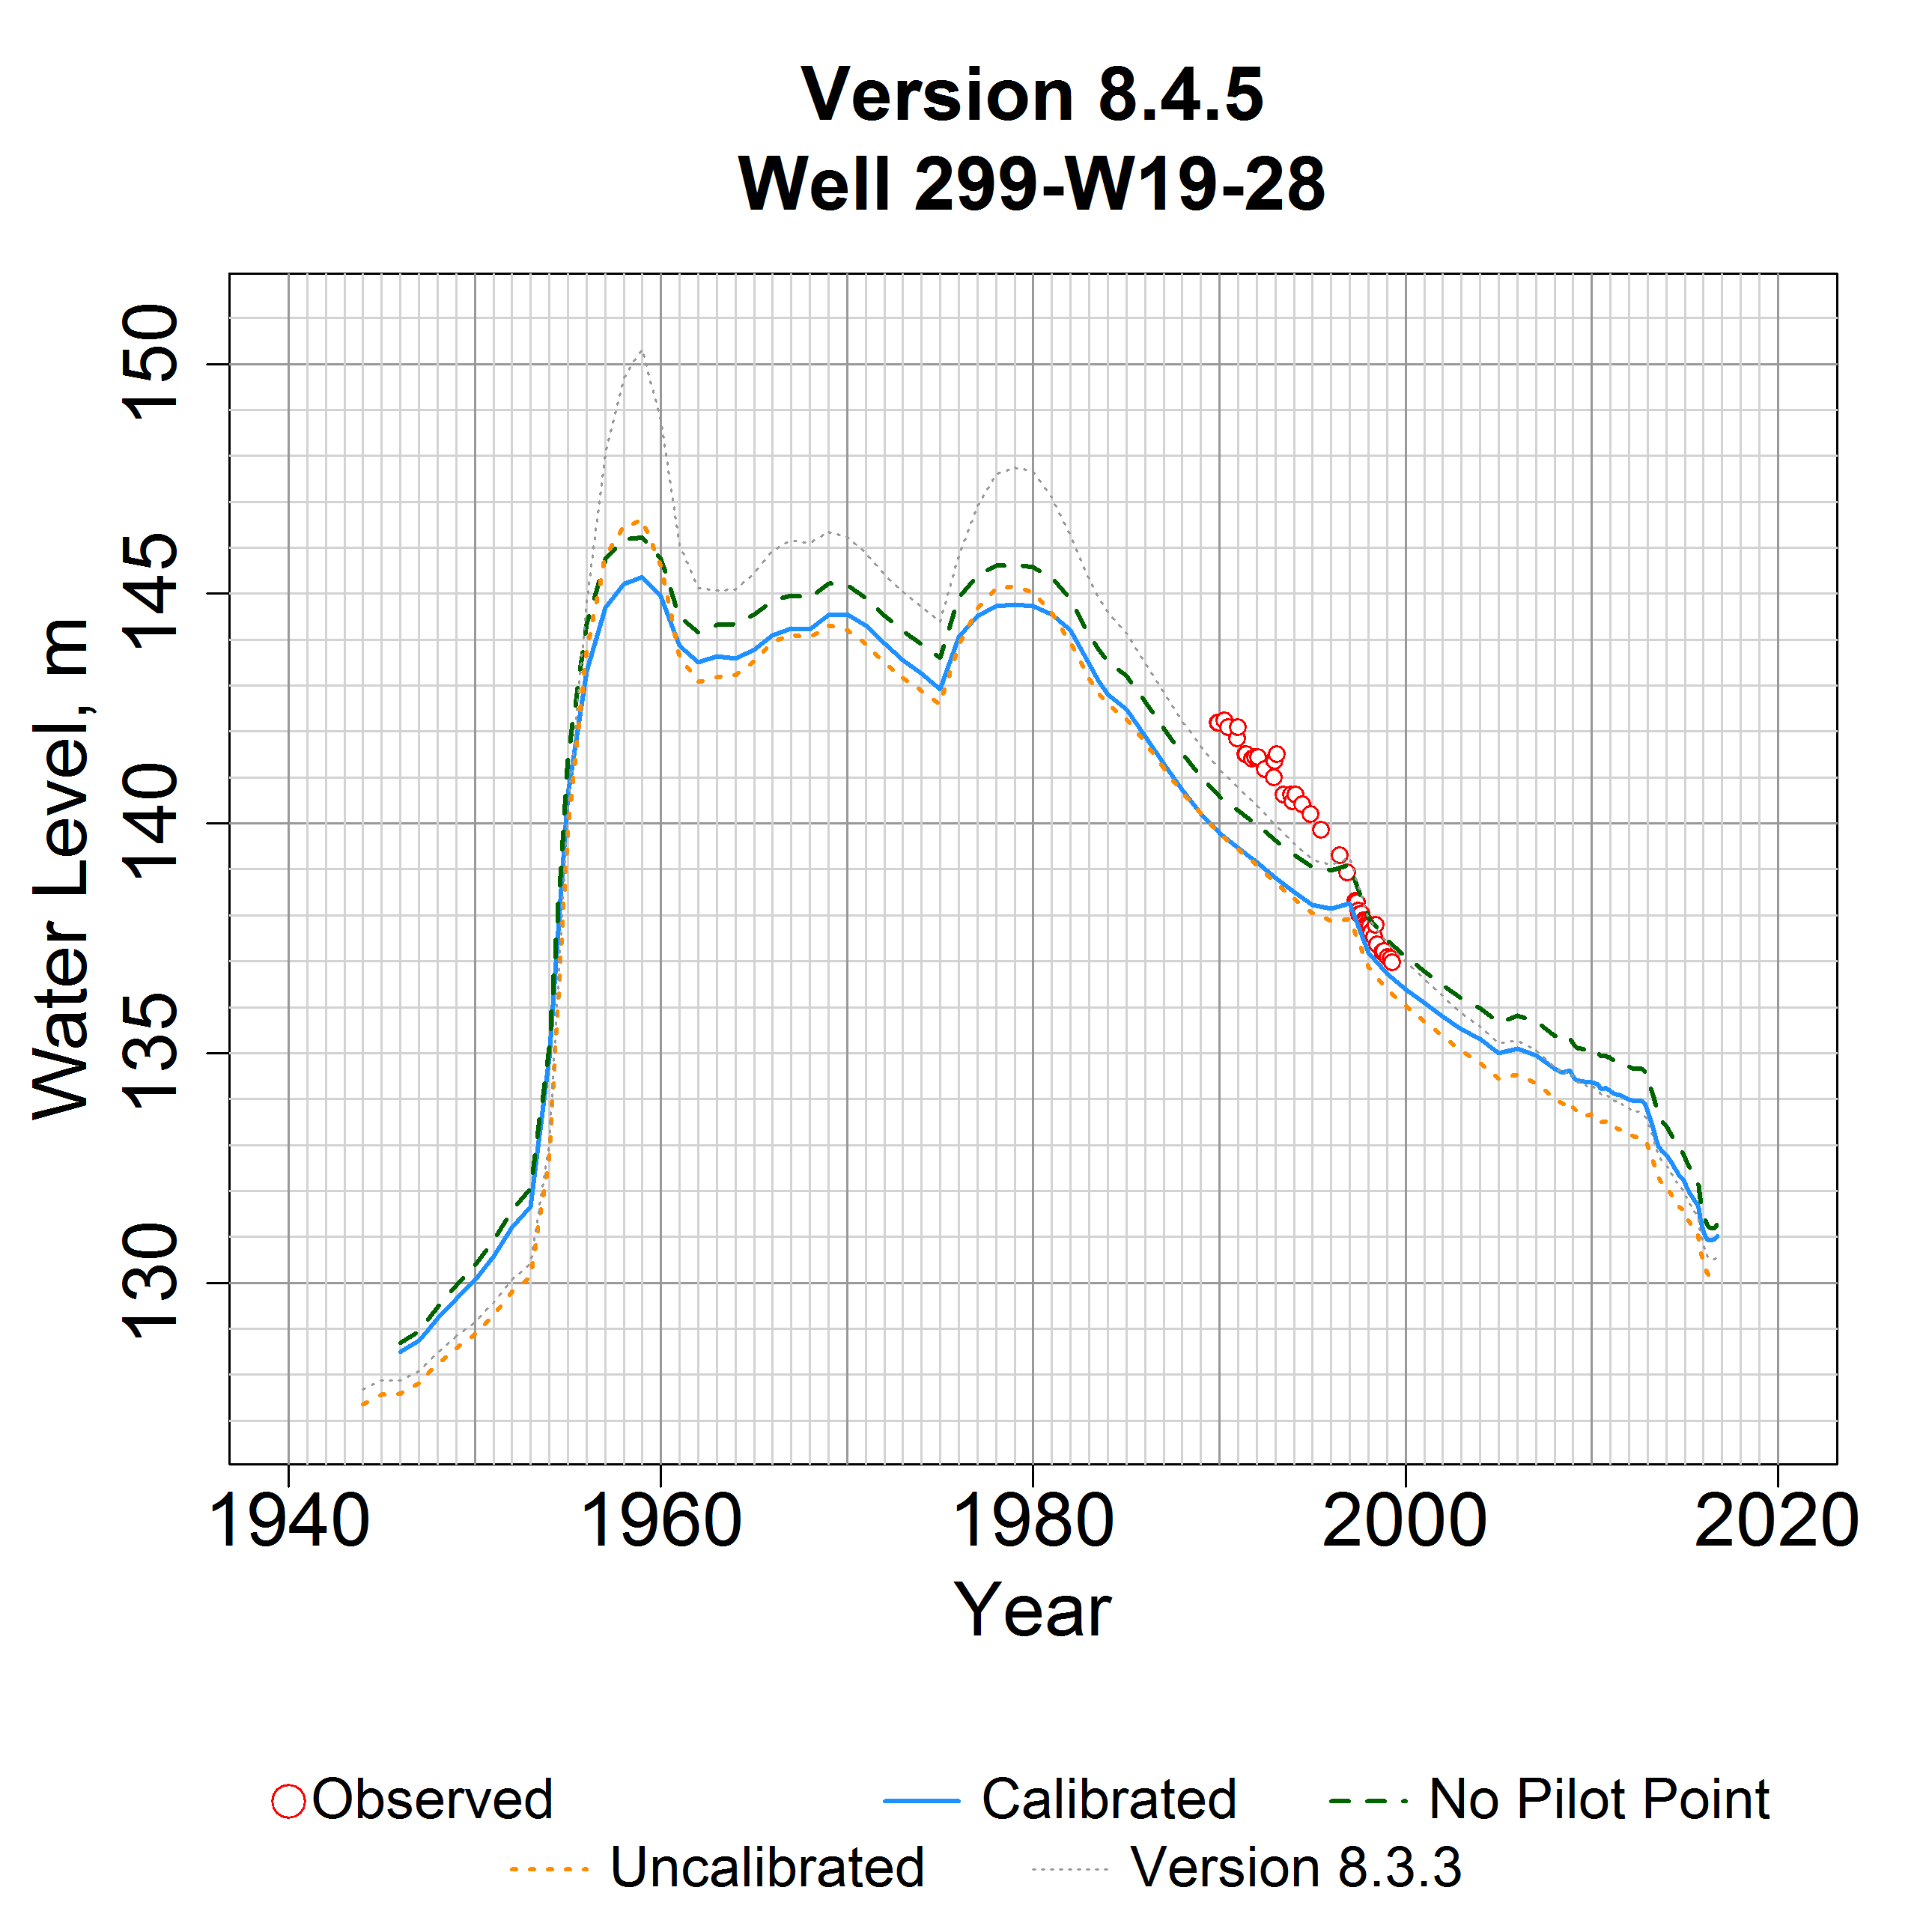 Version 8.4.5
Well 299-W19-28
Water Level, m
150
145
140
135
130
1940 1960 1980 2000 2020
Year
Observed Calibrated No Pilot Point
Uncalibrated Version 8.3.3